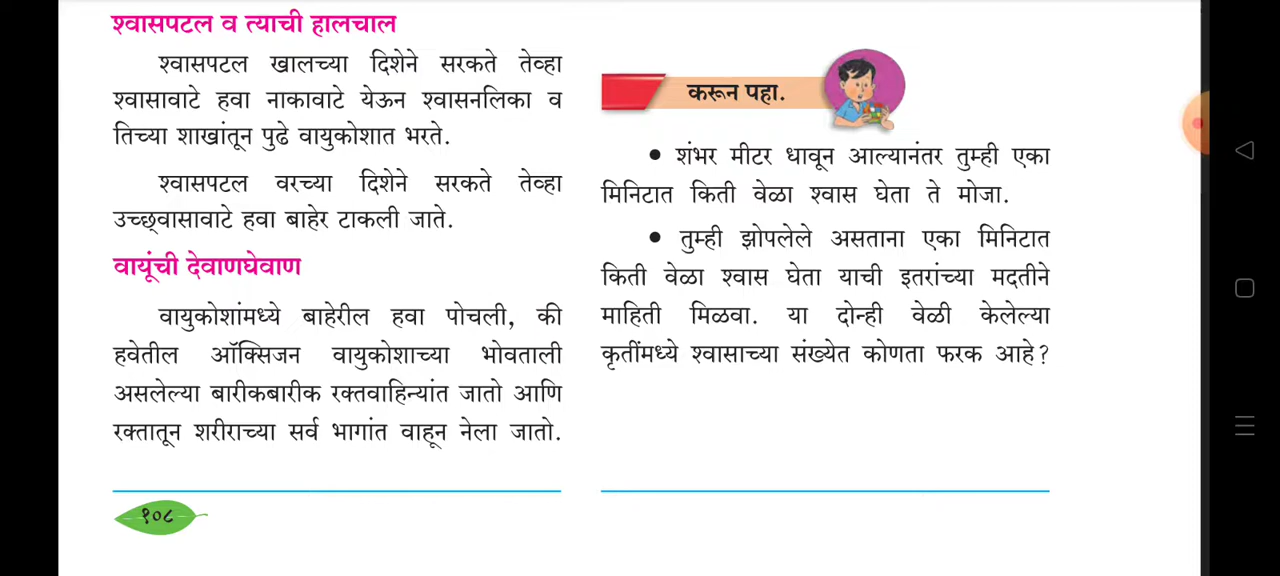 श्वासपटल व त्याची हालचाल
श्वासपटल खालच्या दिशेने सरकते तेव्हा
श्वासावाटे हवा नाकावाटे येऊन श्वासनलिका व
तिच्या शाखांतून पुढे वायुकोशात भरते.
श्वासपटल वरच्या दिशेने सरकते तेव्हा
उच्छ्‌वासावाटे हवा बाहेर टाकली जाते.
वायूंची देवाणघेवाण
वायुकोशांमध्ये बाहेरील हवा पोचली, की
हवेतील ऑक्सिजन वायुकोशाच्या भोवताली
असलेल्या बारीकबारीक रक्तवाहिन्यांत जातो आणि
रक्तातून शरीराच्या सर्व भागांत वाहून नेला जातो.
१०८
करून पहा.
• शंभर मीटर धावून आल्यानंतर तुम्ही एका
मिनिटात किती वेळा श्वास घेता ते मोजा.
• तुम्ही झोपलेले असताना एका मिनिटात
किती वेळा श्वास घेता याची इतरांच्या मदतीने
माहिती मिळवा. या दोन्ही वेळी केलेल्या
कृतींमध्ये श्वासाच्या संख्येत कोणता फरक आहे?